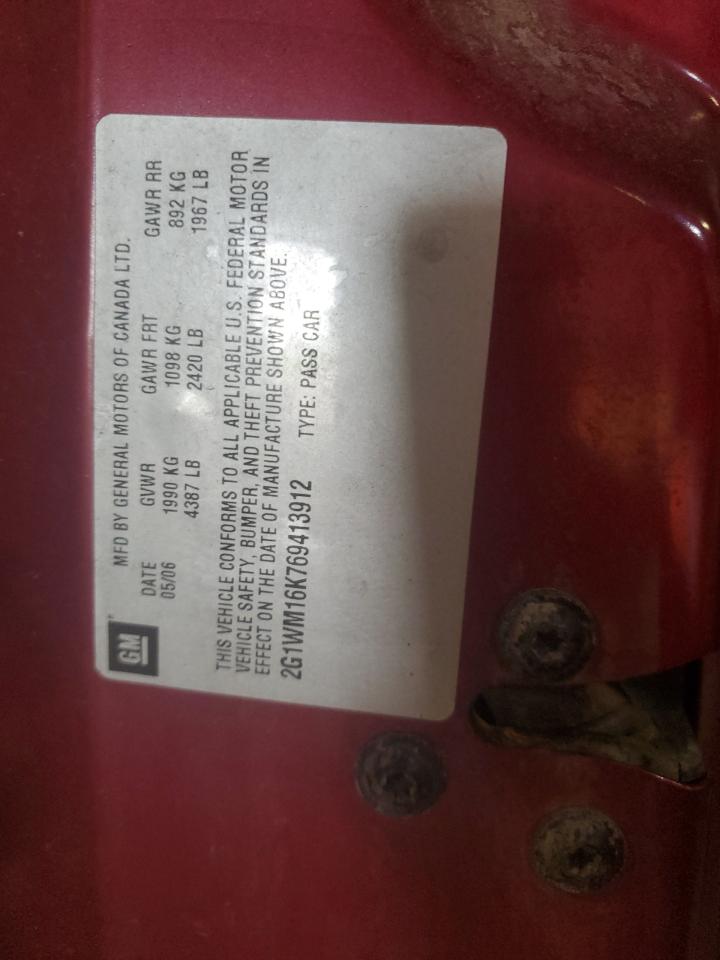 GM
MFD BY GENERAL MOTORS OF CANADA LTD.
DATE GVWR GAWR FRT GAWR RR
05/06 1990 KG 1098 KG 892 KG
4387 LB 2420 LB 1967 LB
THIS VEHICLE CONFORMS TO ALL APPLICABLE U.S. FEDERAL MOTOR
VEHICLE SAFETY, BUMPER, AND THEFT PREVENTION STANDARDS IN
EFFECT ON THE DATE OF MANUFACTURE SHOWN ABOVE.
2G1WM16K769413912 TYPE: PASS CAR